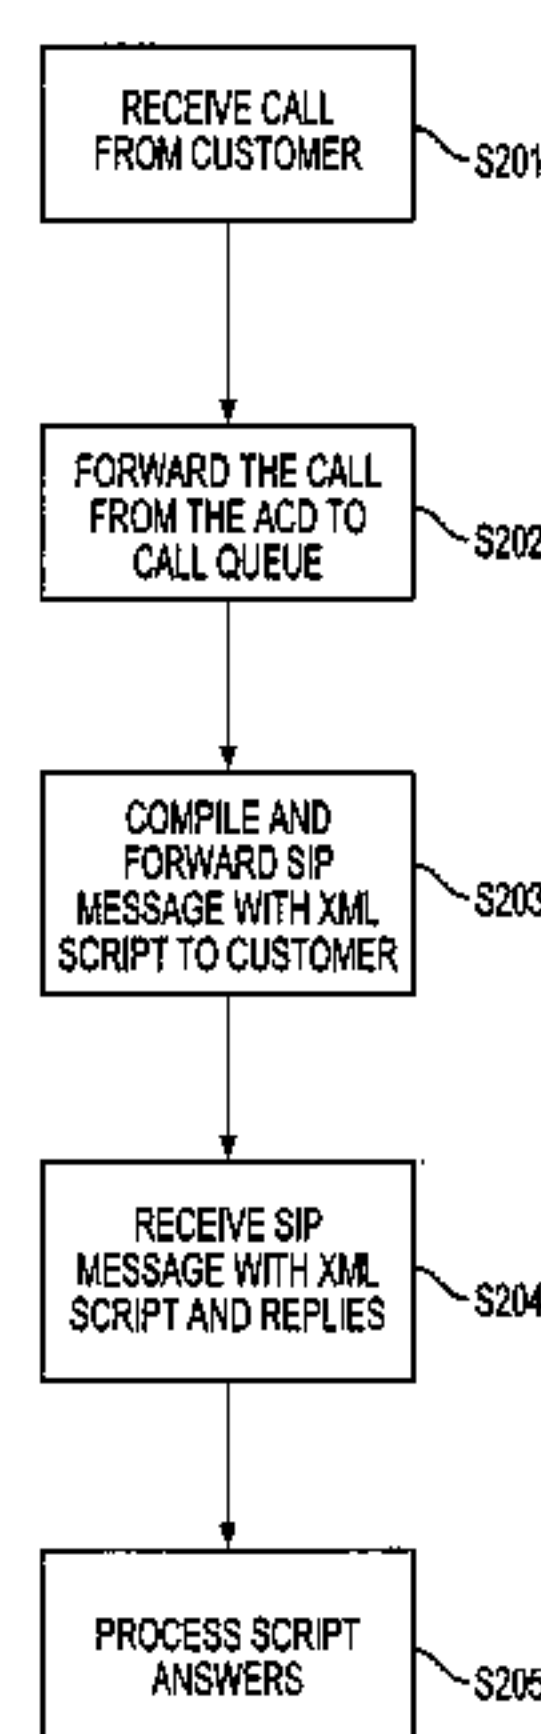 RECEIVE CALL
FROM CUSTOMER
S201
FORWARD THE CALL
FROM THE ACD TO
CALL QUEUE
S202
COMPILE AND
FORWARD SIP
MESSAGE WITH XML
SCRIPT TO CUSTOMER
S203
RECEIVE SIP
MESSAGE WITH XML
SCRIPT AND REPLIES
S204
PROCESS SCRIPT
ANSWERS
S205